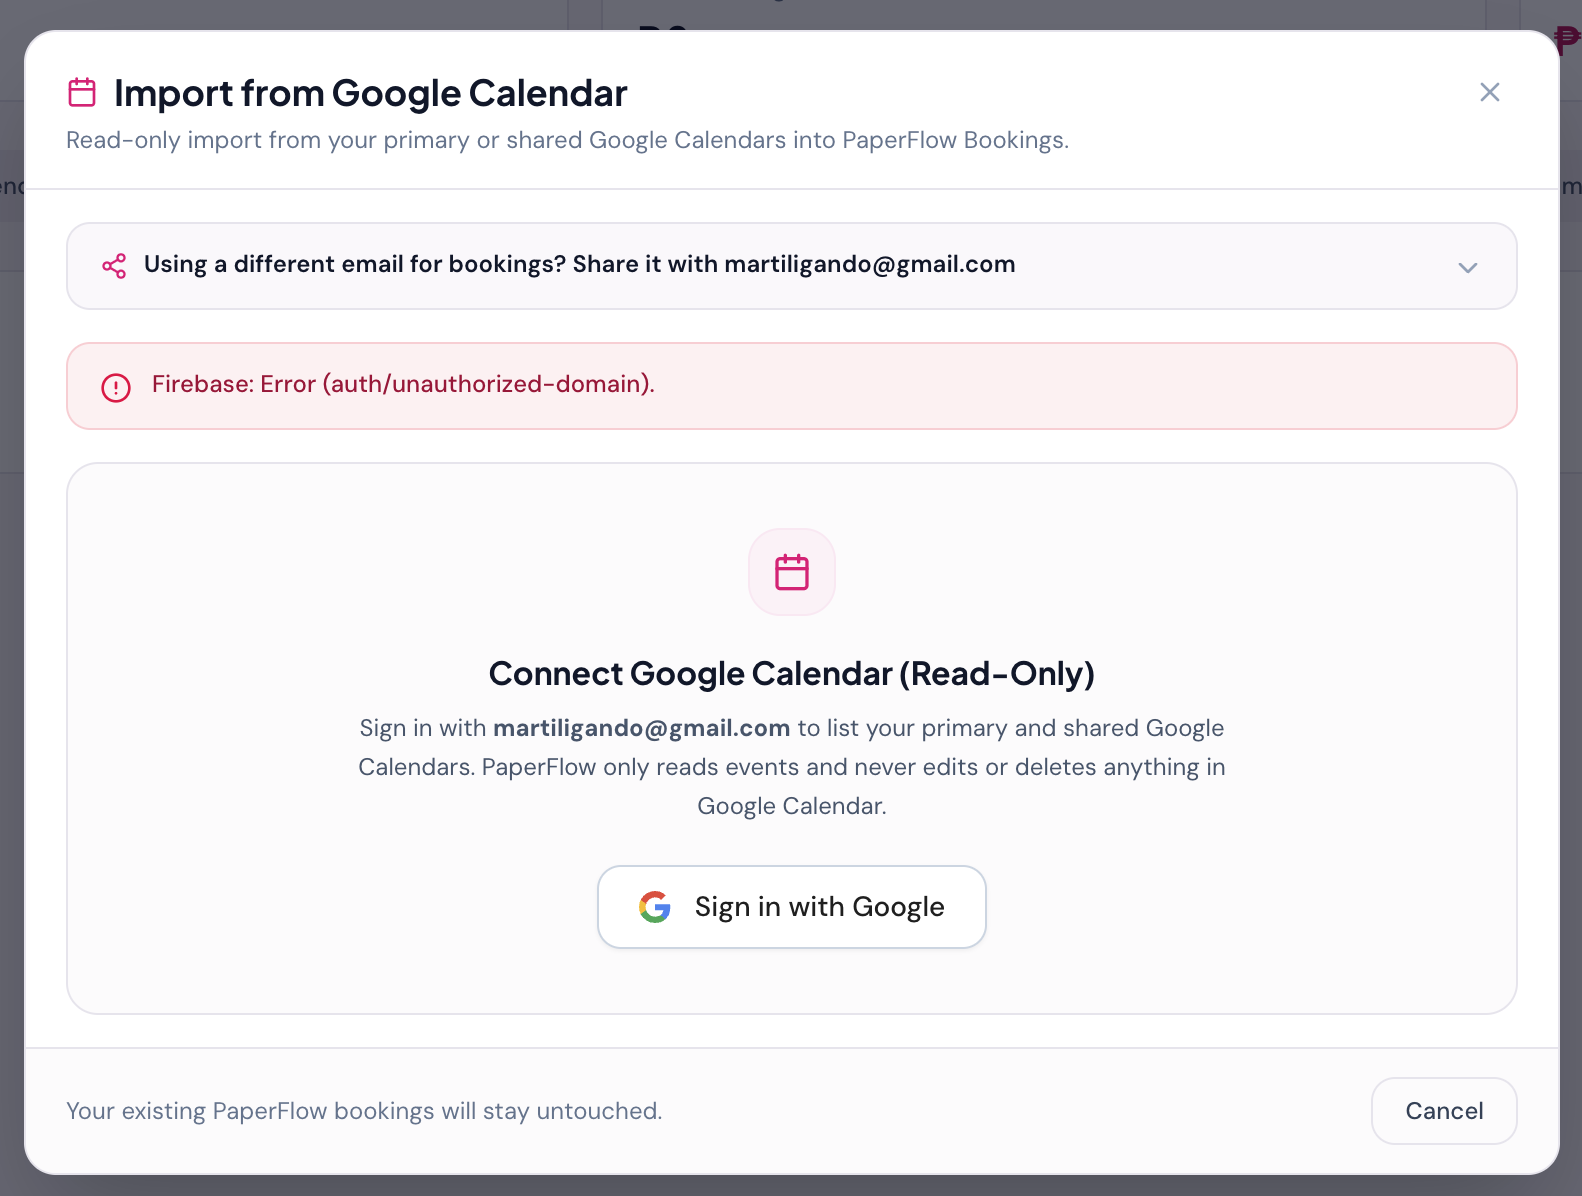 Import from Google Calendar
Read-only import from your primary or shared Google Calendars into PaperFlow Bookings.
Using a different email for bookings? Share it with martiligando@gmail.com
Firebase: Error (auth/unauthorized-domain).
Connect Google Calendar (Read-Only)
Sign in with martiligando@gmail.com to list your primary and shared Google
Calendars. PaperFlow only reads events and never edits or deletes anything in
Google Calendar.
Sign in with Google
Your existing PaperFlow bookings will stay untouched.
Cancel